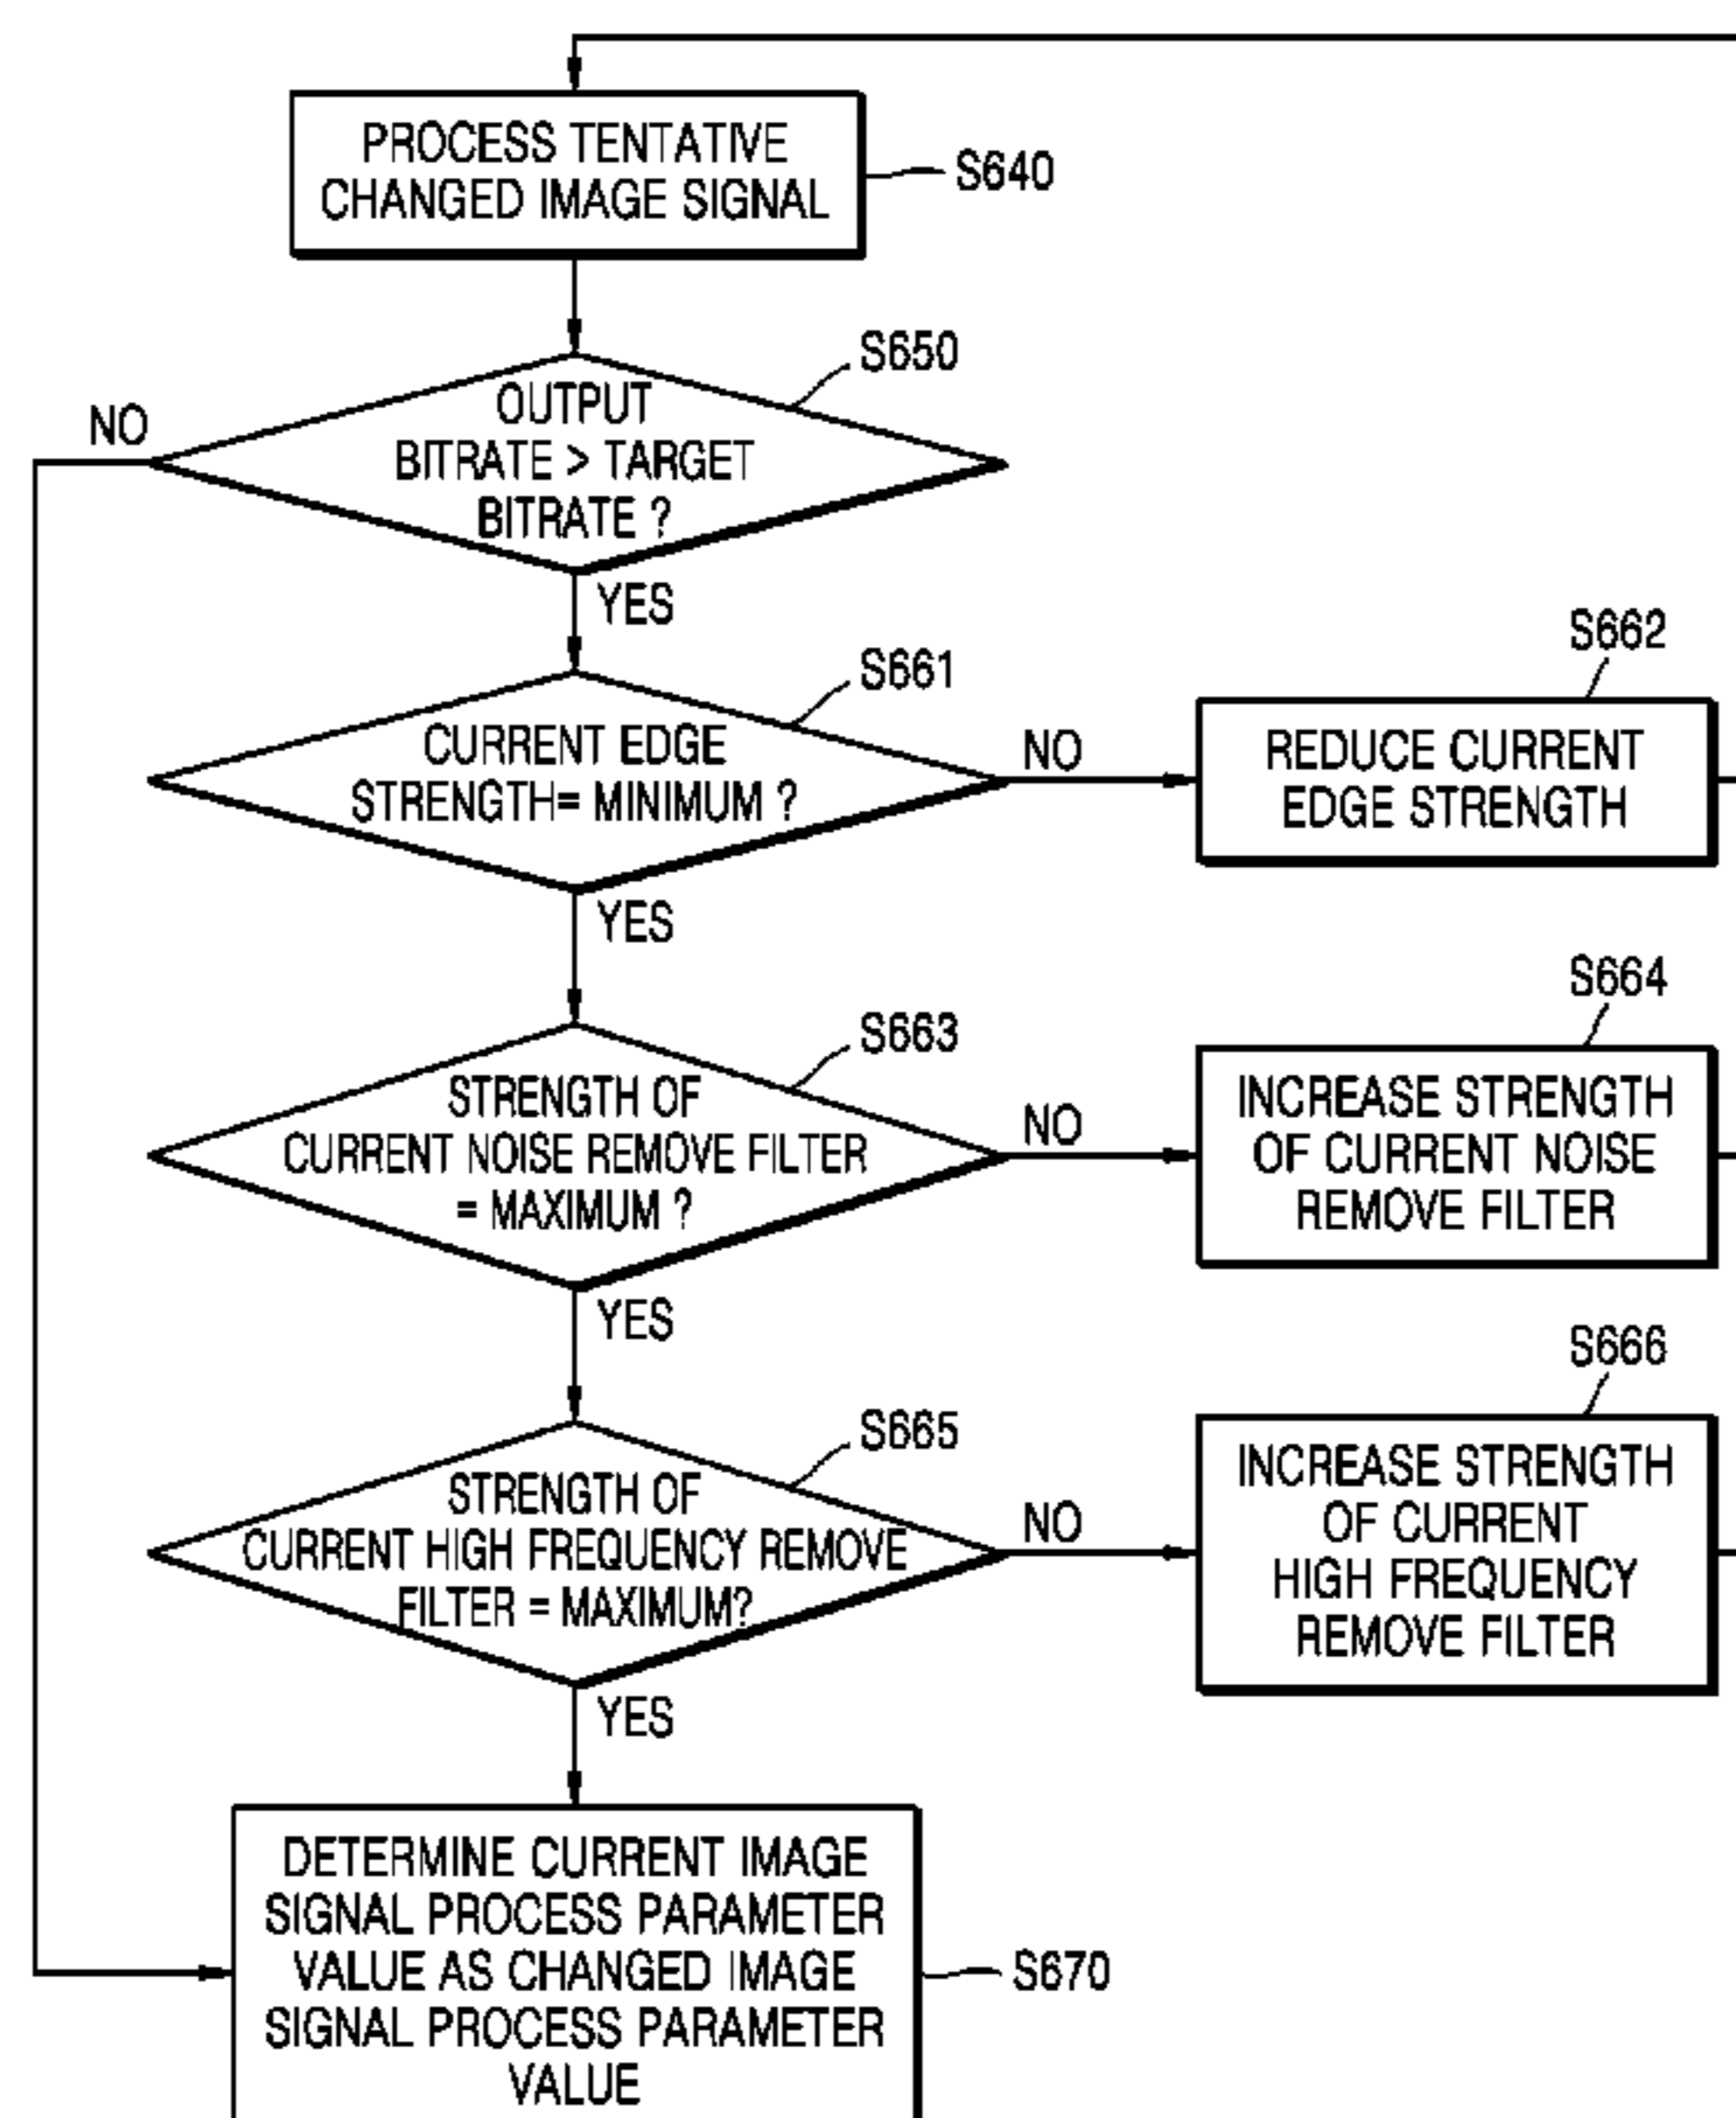 PROCESS TENTATIVE
CHANGED IMAGE SIGNAL
S640
S650
OUTPUT
BITRATE > TARGET
BITRATE ?
NO
YES
S661
CURRENT EDGE
STRENGTH= MINIMUM ?
NO
YES
S662
REDUCE CURRENT
EDGE STRENGTH
S663
STRENGTH OF
CURRENT NOISE REMOVE FILTER
= MAXIMUM ?
NO
YES
S664
INCREASE STRENGTH
OF CURRENT NOISE
REMOVE FILTER
S665
STRENGTH OF
CURRENT HIGH FREQUENCY REMOVE
FILTER = MAXIMUM?
NO
YES
S666
INCREASE STRENGTH
OF CURRENT
HIGH FREQUENCY
REMOVE FILTER
DETERMINE CURRENT IMAGE
SIGNAL PROCESS PARAMETER
VALUE AS CHANGED IMAGE
SIGNAL PROCESS PARAMETER
VALUE
S670